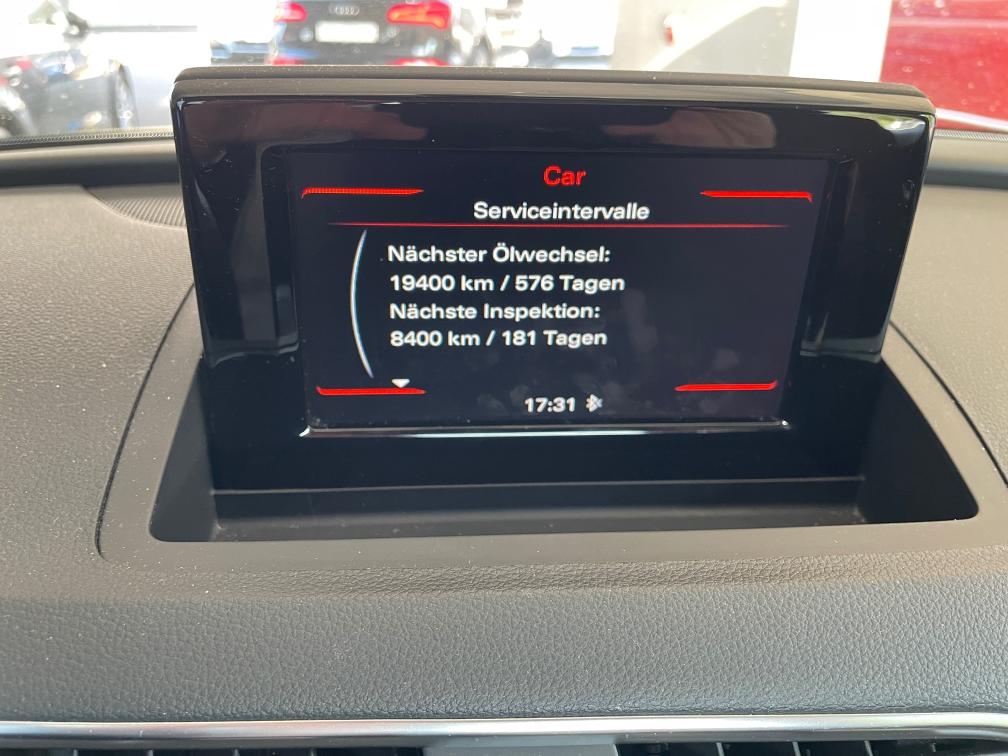 Car
Serviceintervalle
Nächster Ölwechsel:
19400 km / 576 Tagen
Nächste Inspektion:
8400 km / 181 Tagen
17:31